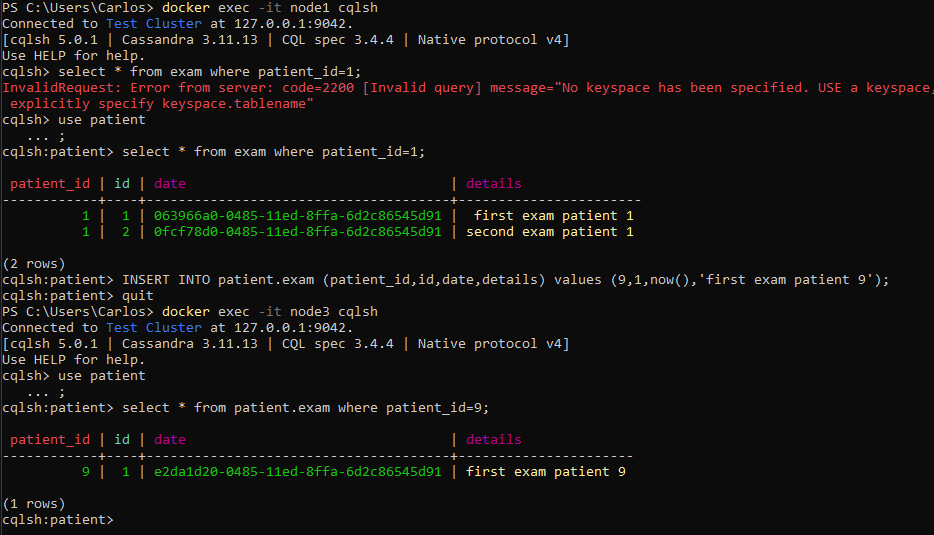 PS C:\Users\Carlos> docker exec -it node1 cqlsh
Connected to Test Cluster at 127.0.0.1:9042.
[cqlsh 5.0.1 | Cassandra 3.11.13 | CQL spec 3.4.4 | Native protocol v4]
Use HELP for help.
cqlsh> select * from exam where patient_id=1;
InvalidRequest: Error from server: code=2200 [Invalid query] message="No keyspace has been specified. USE a keyspace,
explicitly specify keyspace.tablename"
cqlsh> use patient
   ... ;
cqlsh:patient> select * from exam where patient_id=1;

 patient_id | id | date                                 | details
------------+----+--------------------------------------+-----------------------
          1 |  1 | 063966a0-0485-11ed-8ffa-6d2c86545d91 |  first exam patient 1
          1 |  2 | 0fcf78d0-0485-11ed-8ffa-6d2c86545d91 | second exam patient 1

(2 rows)
cqlsh:patient> INSERT INTO patient.exam (patient_id,id,date,details) values (9,1,now(),'first exam patient 9');
cqlsh:patient> quit
PS C:\Users\Carlos> docker exec -it node3 cqlsh
Connected to Test Cluster at 127.0.0.1:9042.
[cqlsh 5.0.1 | Cassandra 3.11.13 | CQL spec 3.4.4 | Native protocol v4]
Use HELP for help.
cqlsh> use patient
   ... ;
cqlsh:patient> select * from patient.exam where patient_id=9;

 patient_id | id | date                                 | details
------------+----+--------------------------------------+----------------------
          9 |  1 | e2da1d20-0485-11ed-8ffa-6d2c86545d91 | first exam patient 9

(1 rows)
cqlsh:patient>